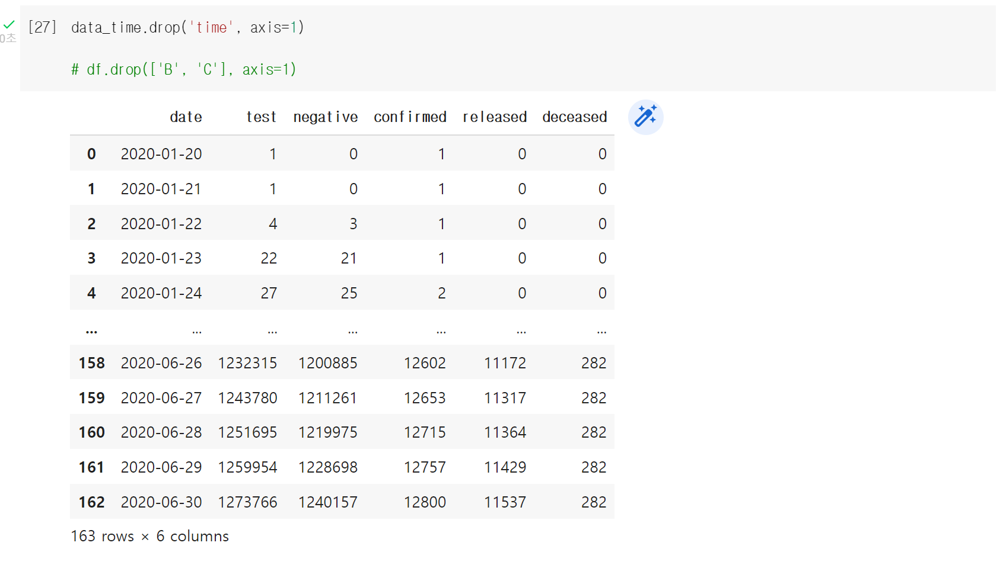 [27] data_time.drop('time', axis=1)
0초
# df.drop(['B', 'C'], axis=1)
date test negative confirmed released deceased
0 2020-01-20 1 0 1 0 0
1 2020-01-21 1 0 1 0 0
2 2020-01-22 4 3 1 0 0
3 2020-01-23 22 21 1 0 0
4 2020-01-24 27 25 2 0 0
... ... ... ... ... ... ...
158 2020-06-26 1232315 1200885 12602 11172 282
159 2020-06-27 1243780 1211261 12653 11317 282
160 2020-06-28 1251695 1219975 12715 11364 282
161 2020-06-29 1259954 1228698 12757 11429 282
162 2020-06-30 1273766 1240157 12800 11537 282
163 rows × 6 columns